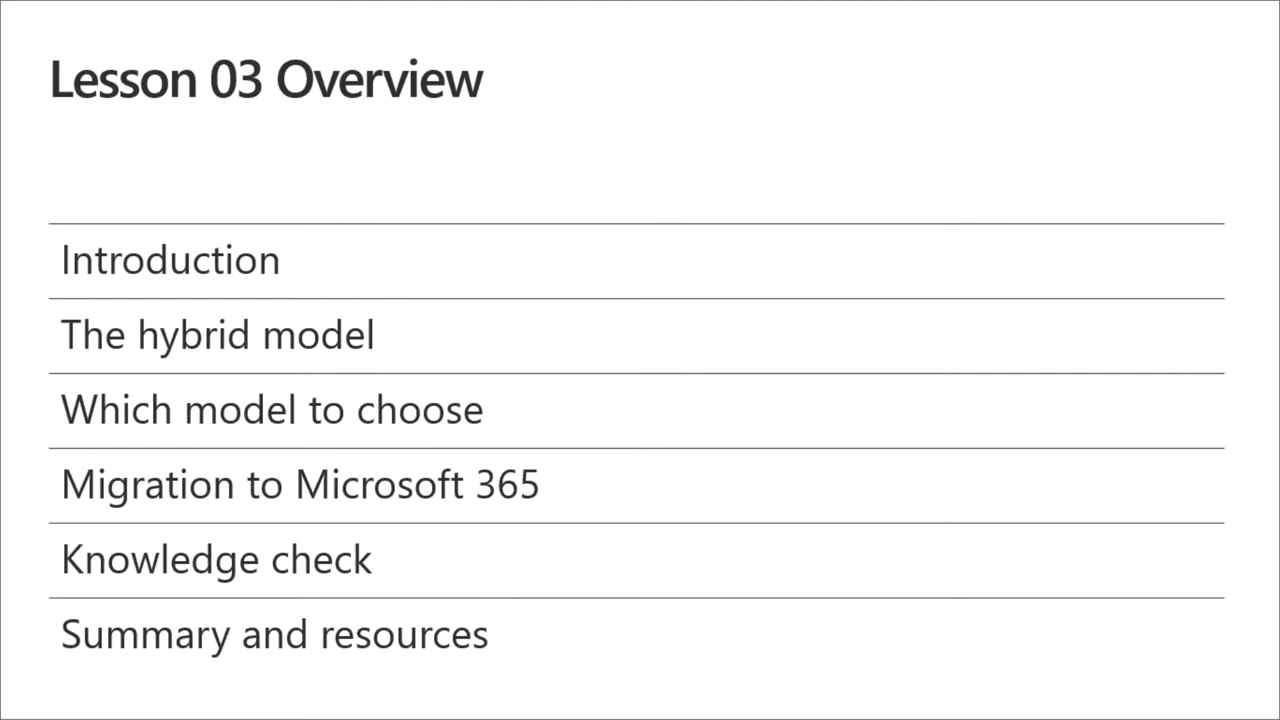 Lesson 03 Overview
Introduction
The hybrid model
Which model to choose
Migration to Microsoft 365
Knowledge check
Summary and resources